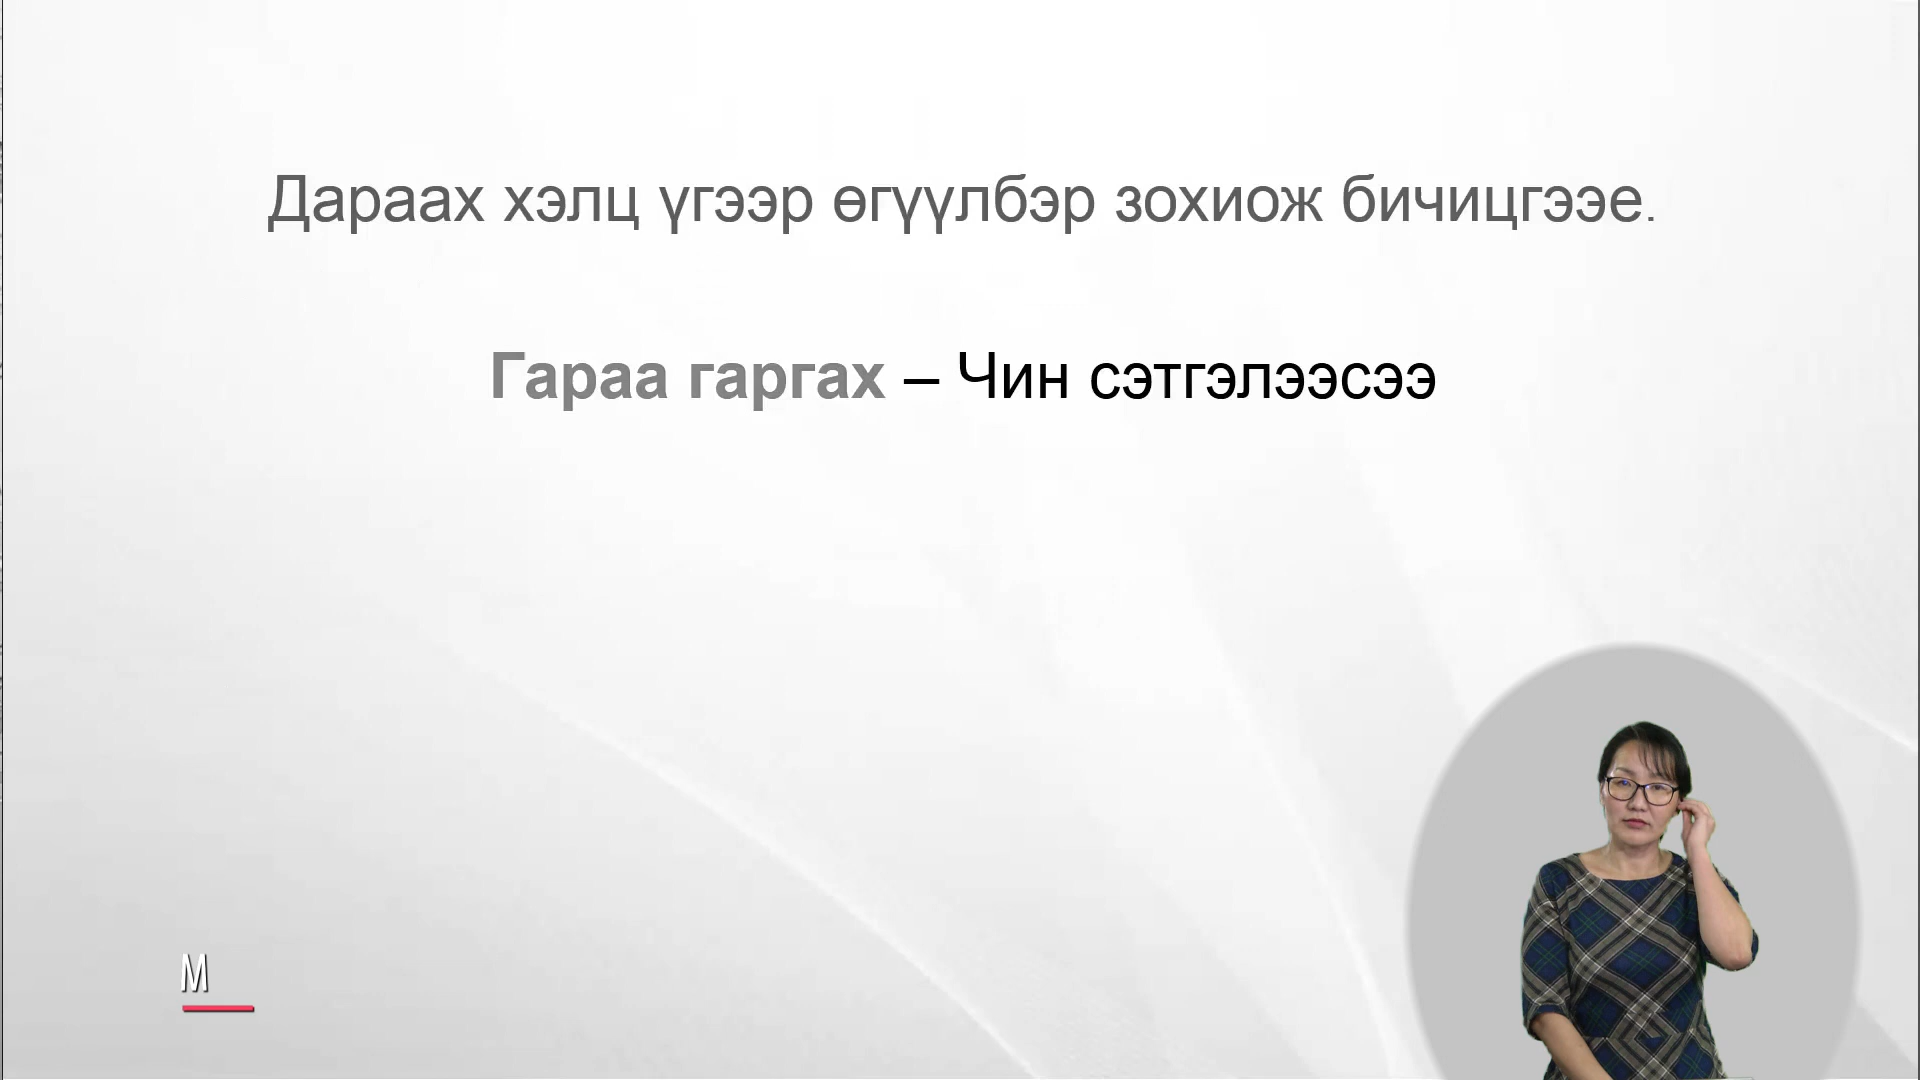 Дараах хэлц үгээр өгүүлбэр зохиож бичицгээе.
Гараа гаргах – Чин сэтгэлээсээ
М